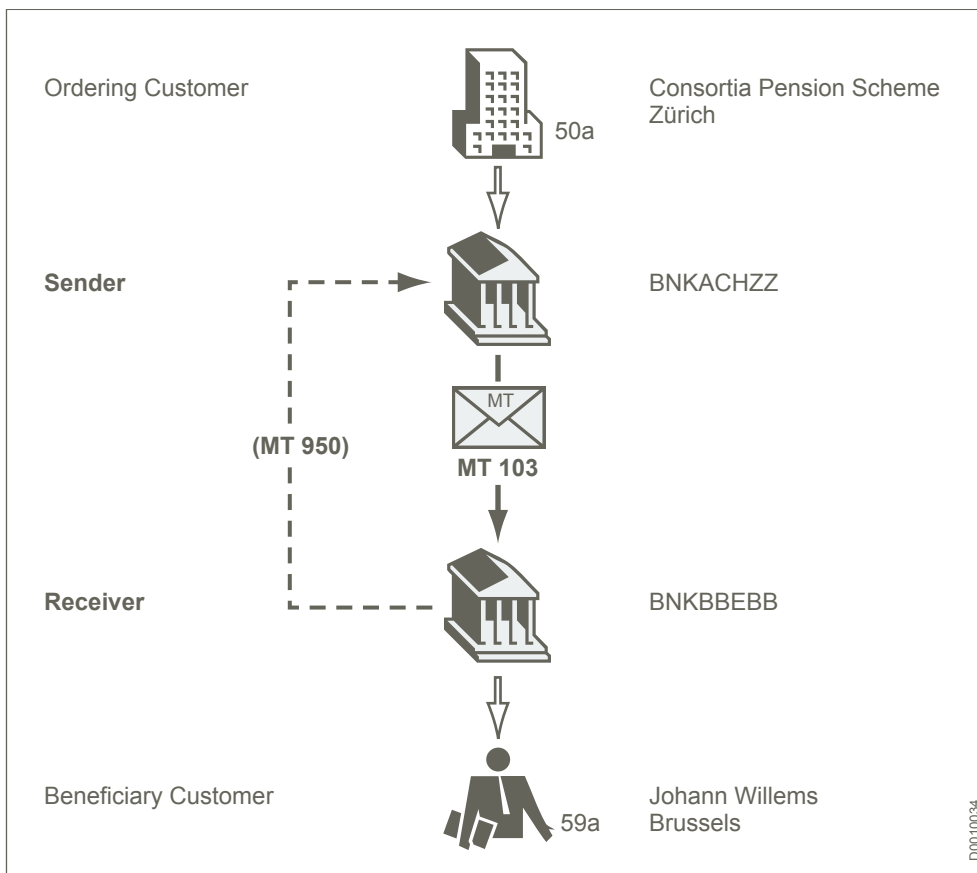 Ordering Customer
50a
Consortia Pension Scheme
Zürich
Sender
BNKACHZZ
MT
(MT 950)
MT 103
Receiver
BNKBBEBB
Beneficiary Customer
59a
Johann Willems
Brussels
D0010034